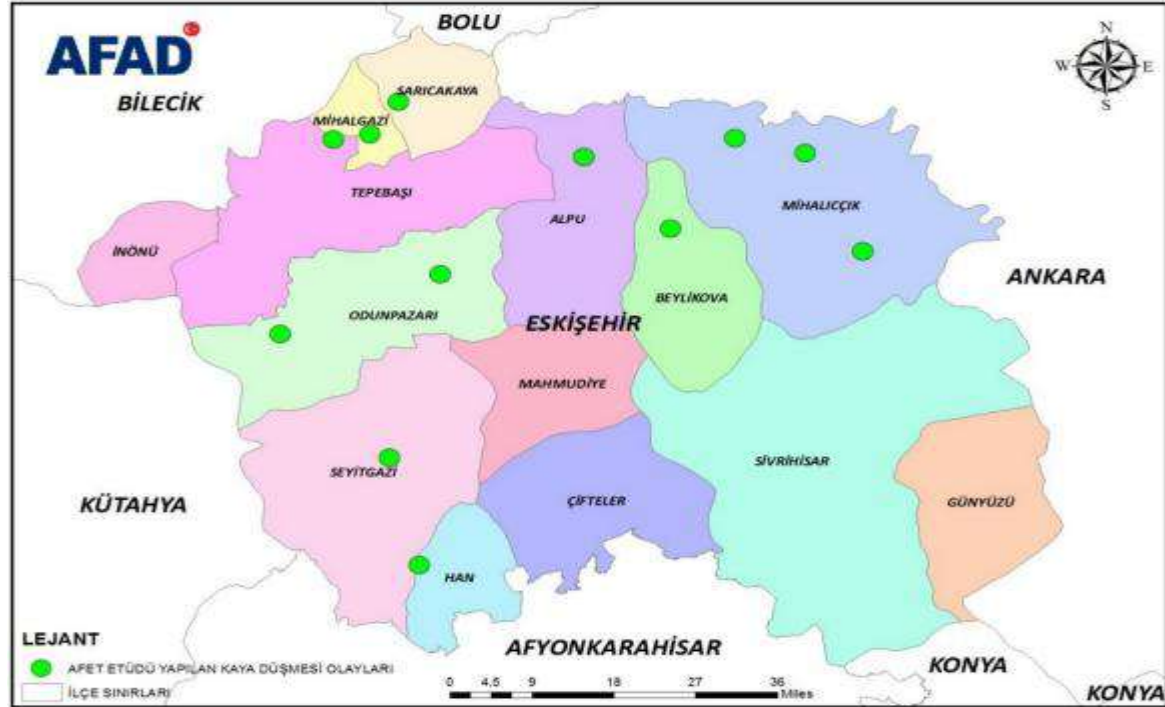 BOLU
AFAD
N
W E
S
BİLECİK
SARICAKAYA
MİHALGAZİ
TEPEBAŞI
MİHALIÇÇIK
ALPU
İNÖNÜ
ANKARA
BEYLİKOVA
ODUNPAZARI
ESKİŞEHİR
MAHMUDİYE
SİVRİHİSAR
SEYİTGAZİ
KÜTAHYA
ÇİFTELER
GÜNYÜZÜ
HAN
LEJANT
AFYONKARAHİSAR
AFET ETÜDÜ YAPILAN KAYA DÜŞMESİ OLAYLARI
KONYA
İLÇE SINIRLARI
0 4,5 9 18 27 36
Miles
KONYA